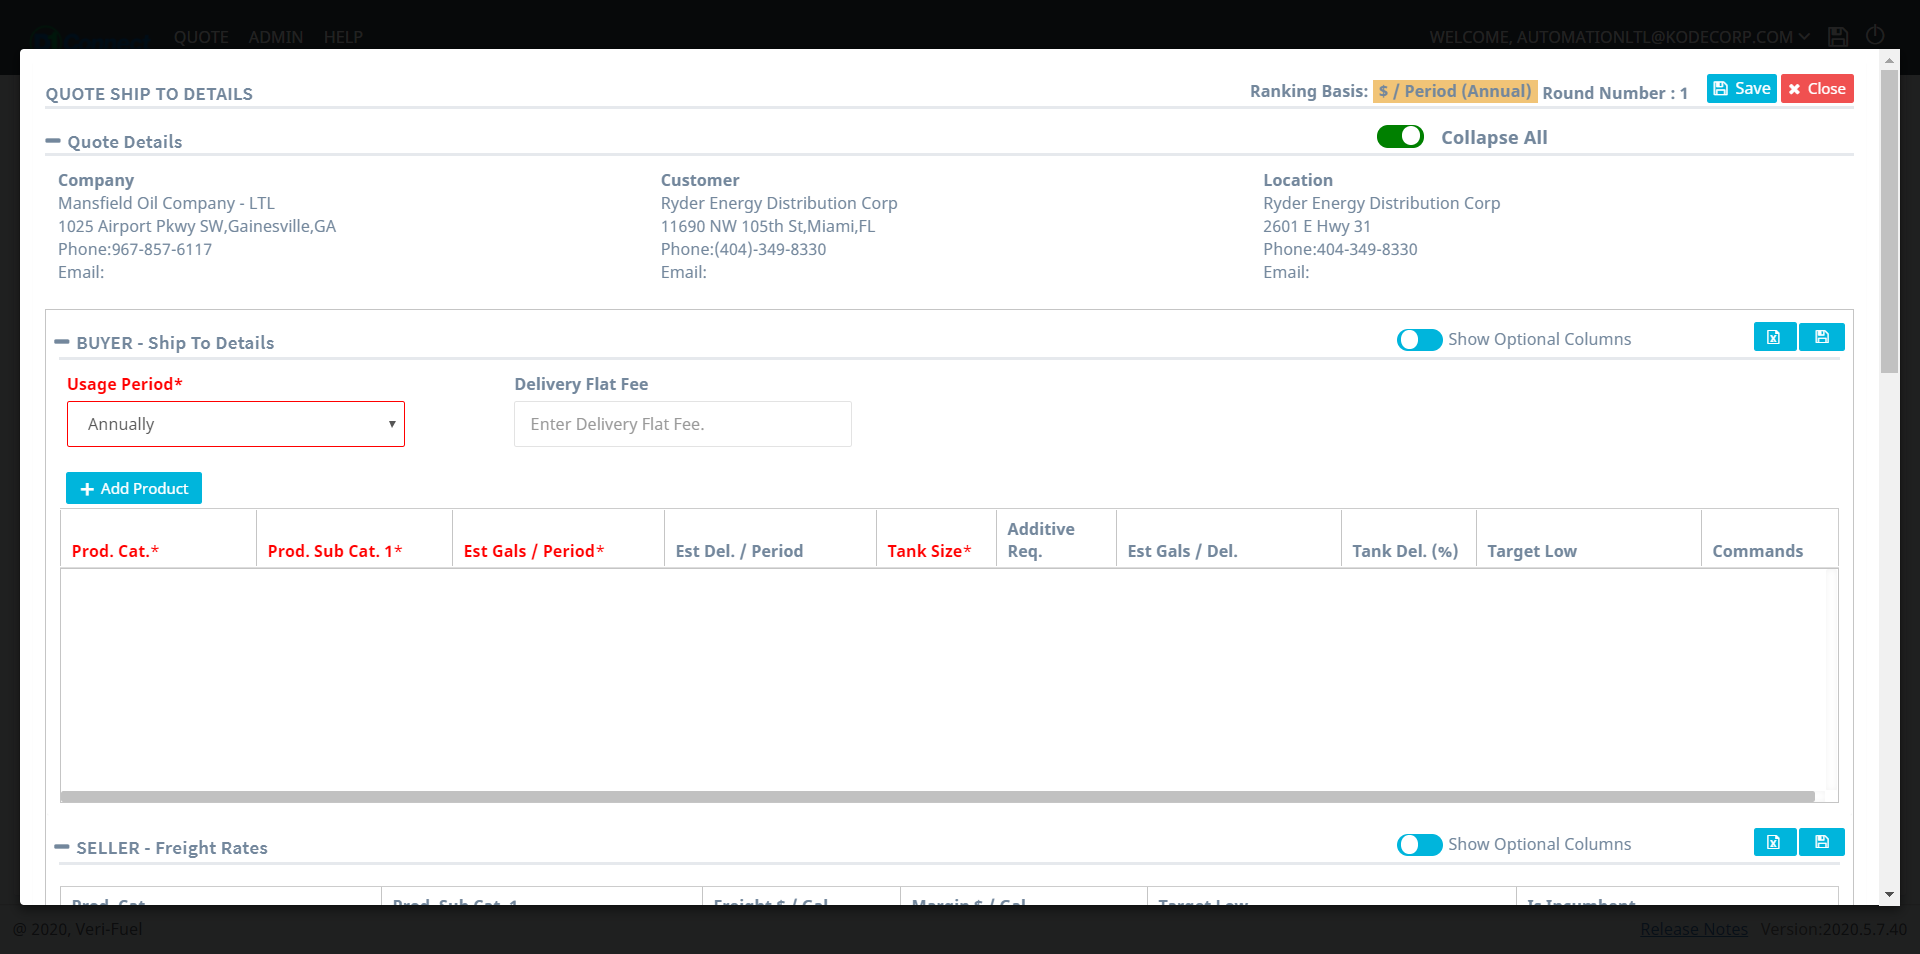 QUOTE ADMIN HELP
WELCOME, AUTOMATIONLTL@KODECORP.COM
QUOTE SHIP TO DETAILS
Ranking Basis: $ / Period (Annual) Round Number : 1
Save
Close
Quote Details
Collapse All
Company
Mansfield Oil Company - LTL
1025 Airport Pkwy SW,Gainesville,GA
Phone:967-857-6117
Email:
Customer
Ryder Energy Distribution Corp
11690 NW 105th St,Miami,FL
Phone:(404)-349-8330
Email:
Location
Ryder Energy Distribution Corp
2601 E Hwy 31
Phone:404-349-8330
Email:
BUYER - Ship To Details
Show Optional Columns
Usage Period*
Annually
Delivery Flat Fee
Enter Delivery Flat Fee.
Add Product
Prod. Cat.*
Prod. Sub Cat. 1*
Est Gals / Period*
Est Del. / Period
Tank Size*
Additive
Req.
Est Gals / Del.
Tank Del. (%)
Target Low
Commands
SELLER - Freight Rates
Show Optional Columns
Prod. Cat.
Prod. Sub Cat. 1
Freight $ / Gal
Margin $ / Gal
Target Low
Is Incumbent
@ 2020, Veri-Fuel
Release Notes Version:2020.5.7.40